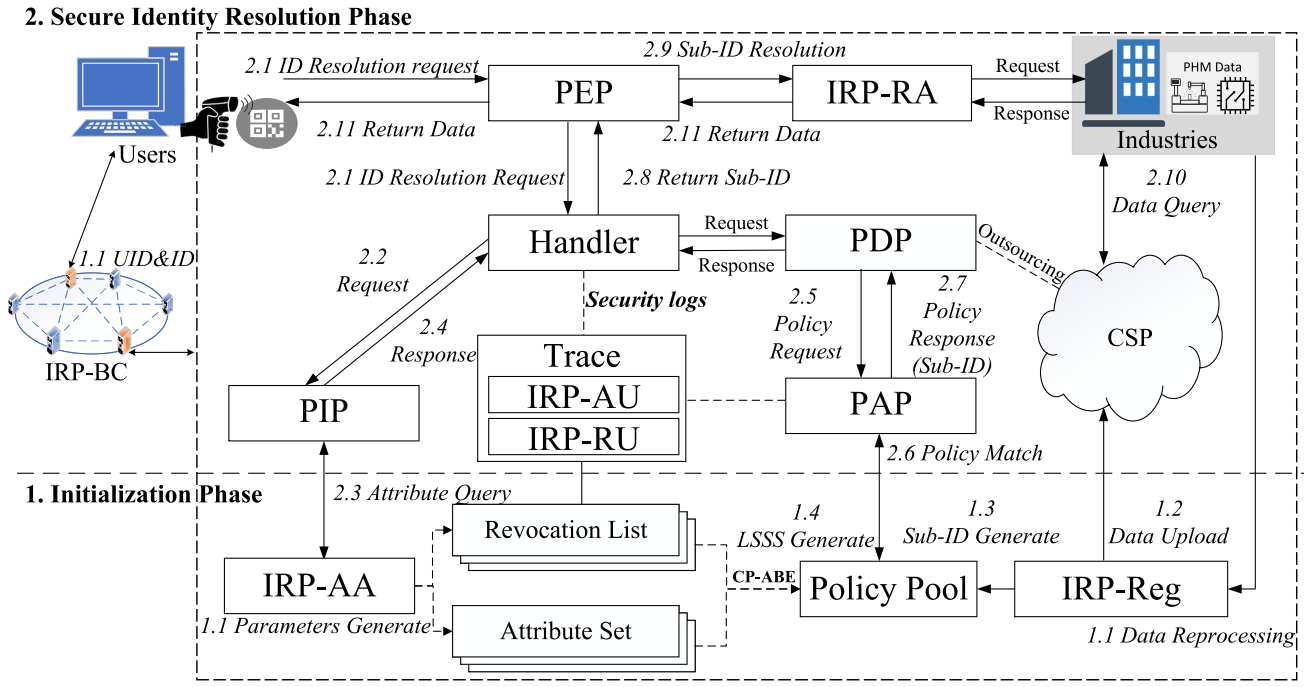 2. Secure Identity Resolution Phase
2.1 ID Resolution request
PEP
2.9 Sub-ID Resolution
IRP-RA
Request
Response
PHM Data
Industries
Users
2.11 Return Data
2.11 Return Data
2.1 ID Resolution Request
2.8 Return Sub-ID
2.10
Data Query
1.1 UID&ID
IRP-BC
2.2
Request
2.4
Response
Handler
Request
Response
PDP
Outsourcing
CSP
Security logs
2.5
Policy
Request
2.7
Policy
Response
(Sub-ID)
Trace
IRP-AU
IRP-RU
PIP
PAP
2.6 Policy Match
1. Initialization Phase
2.3 Attribute Query
Revocation List
1.4
LSSS Generate
1.3
Sub-ID Generate
1.2
Data Upload
IRP-AA
CP-ABE
Policy Pool
IRP-Reg
1.1 Parameters Generate
Attribute Set
1.1 Data Reprocessing